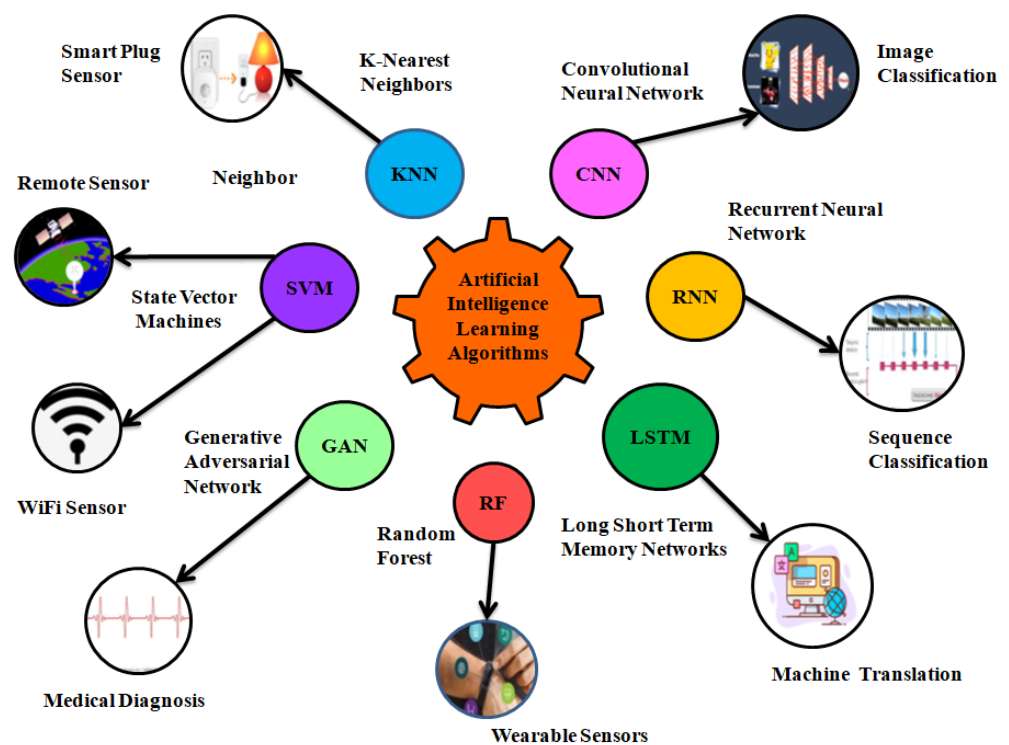 Smart Plug
Sensor
K-Nearest
Neighbors
KNN
Neighbor
Convolutional
Neural Network
CNN
Image
Classification
Remote Sensor
SVM
State Vector
Machines
WiFi Sensor
Artificial
Intelligence
Learning
Algorithms
Recurrent Neural
Network
RNN
Sequence
Classification
Generative
Adversarial
Network
GAN
Medical Diagnosis
RF
Random
Forest
Wearable Sensors
LSTM
Long Short Term
Memory Networks
A
文
Machine Translation